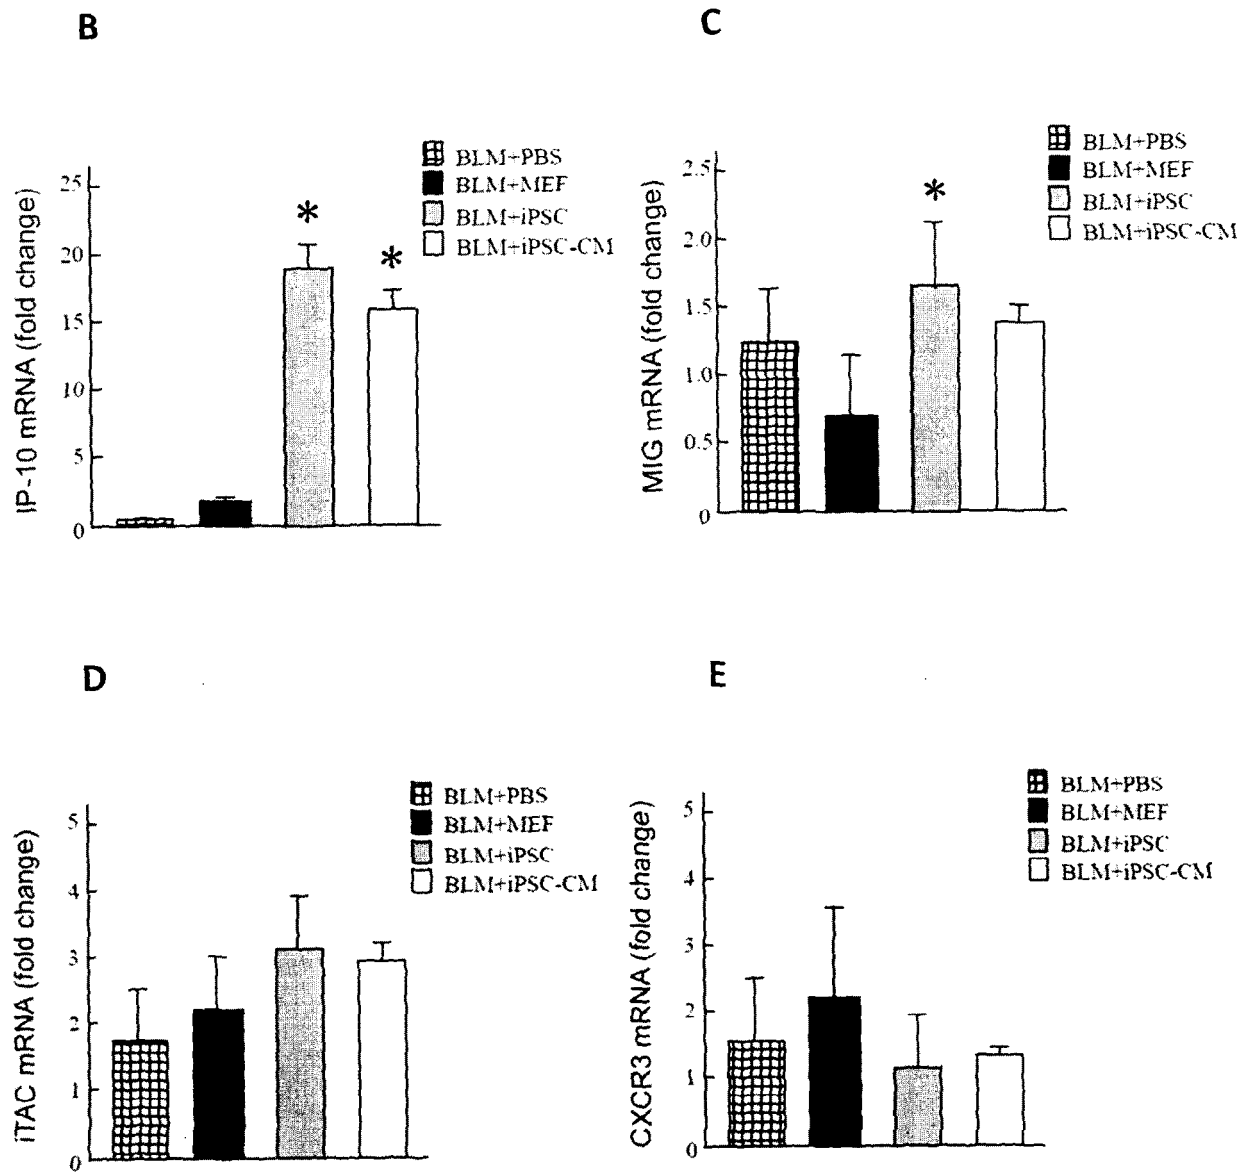 B
IP-10 mRNA (fold change)
25
20
15
10
5
0
*
*
BLM+PBS
BLM+MEF
BLM+iPSC
BLM+iPSC-CM
C
MIG mRNA (fold change)
2.5
2.0
1.5
1.0
0.5
0
*
BLM+PBS
BLM+MEF
BLM+iPSC
BLM+iPSC-CM
D
iTAC mRNA (fold change)
5
4
3
2
1
0
BLM+PBS
BLM+MEF
BLM+iPSC
BLM+iPSC-CM
E
CXCR3 mRNA (fold change)
5
4
3
2
1
0
BLM+PBS
BLM+MEF
BLM+iPSC
BLM+iPSC-CM